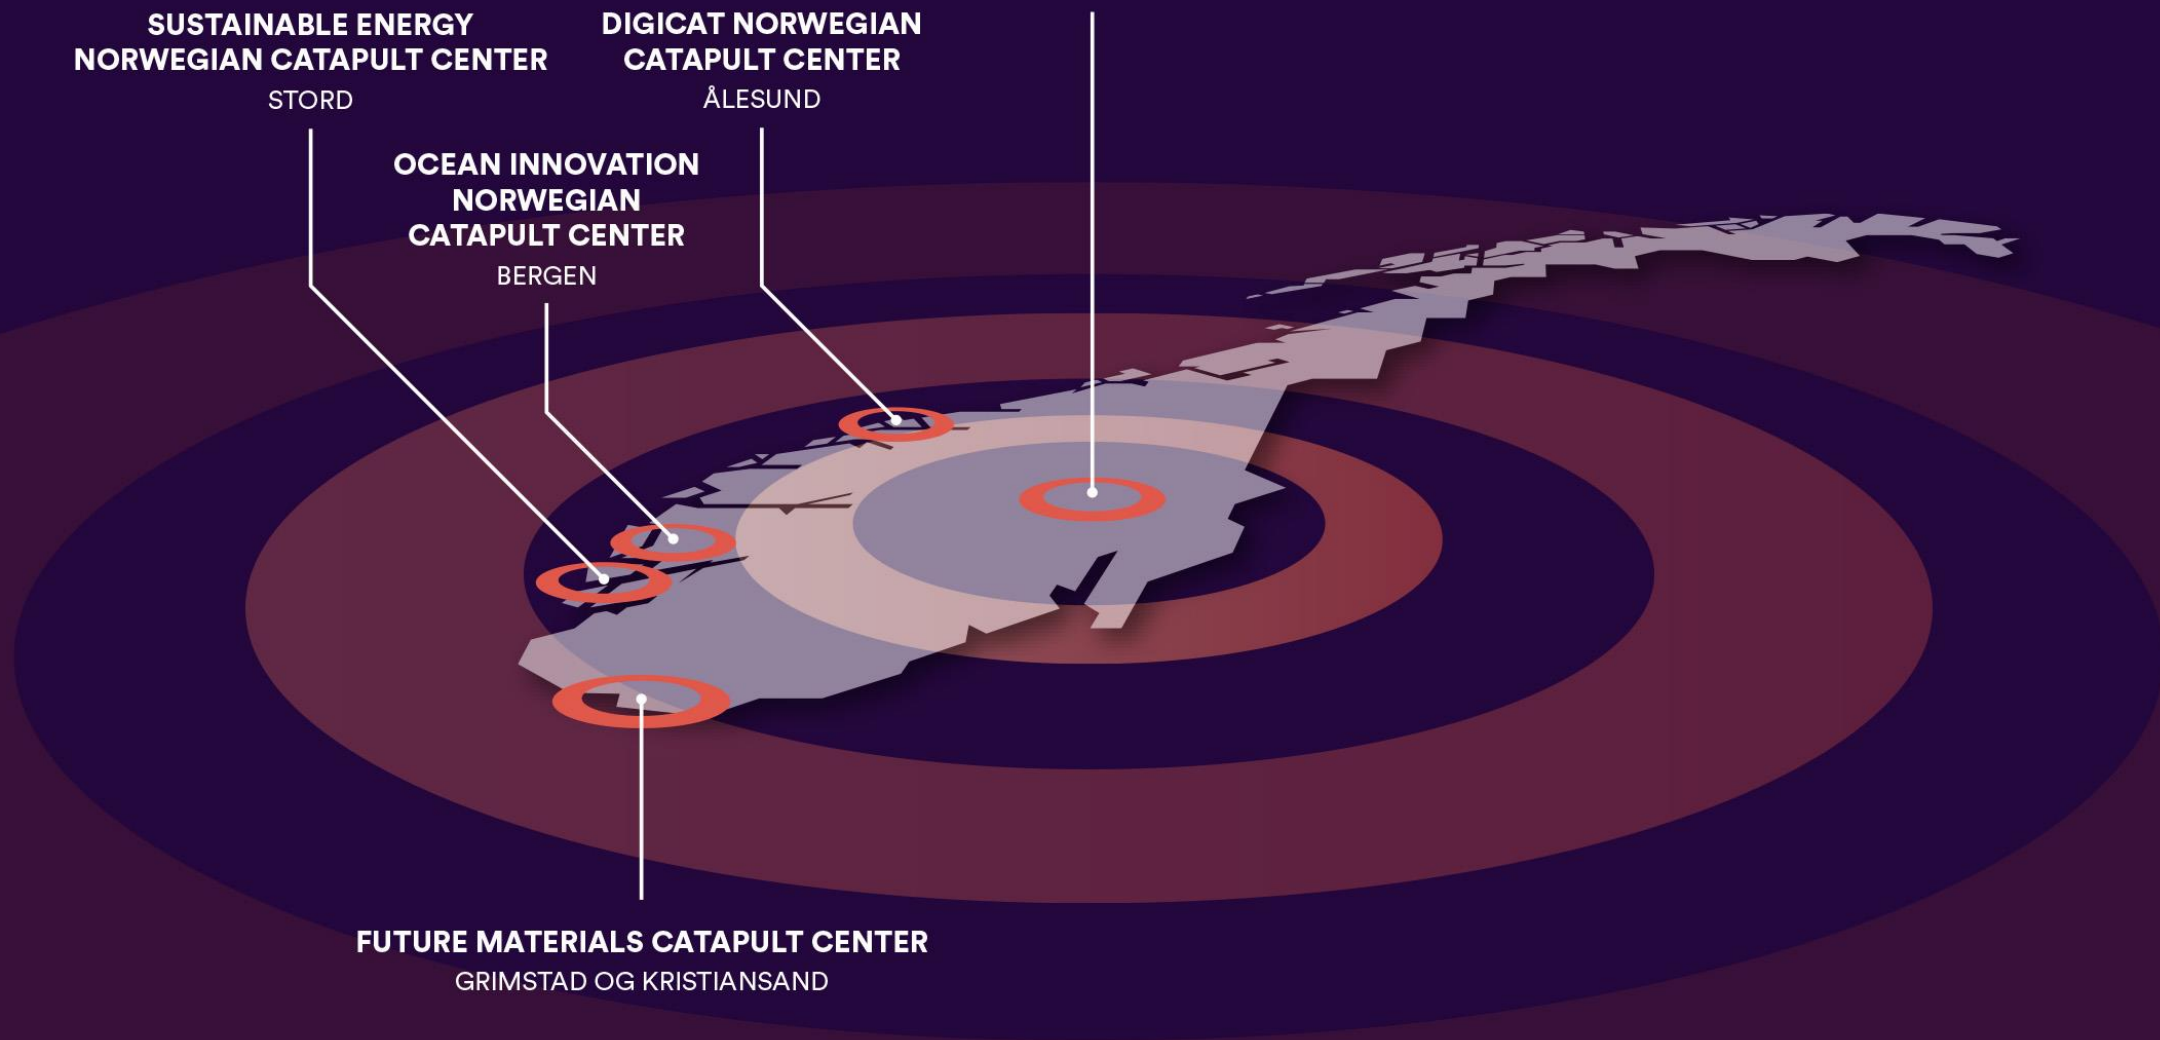 SUSTAINABLE ENERGY
NORWEGIAN CATAPULT CENTER
STORD
DIGICAT NORWEGIAN
CATAPULT CENTER
ÅLESUND
OCEAN INNOVATION
NORWEGIAN
CATAPULT CENTER
BERGEN
FUTURE MATERIALS CATAPULT CENTER
GRIMSTAD OG KRISTIANSAND